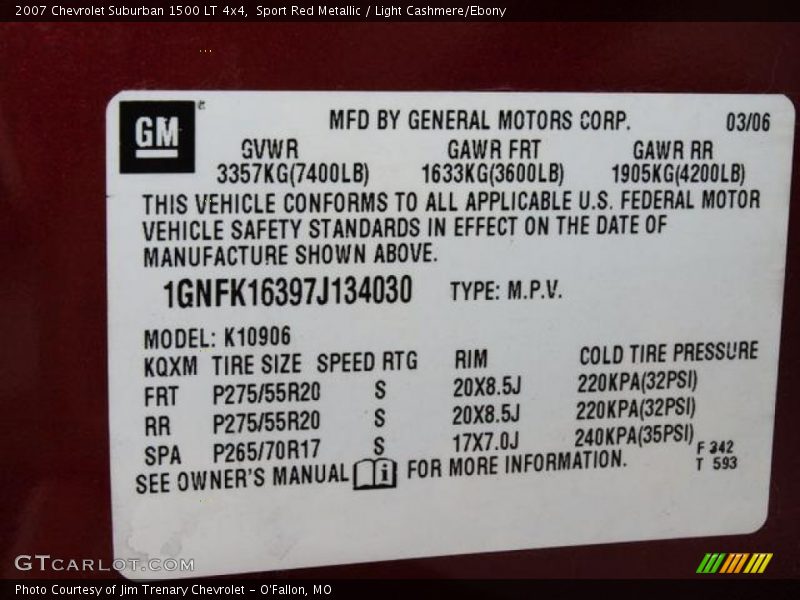 2007 Chevrolet Suburban 1500 LT 4x4, Sport Red Metallic / Light Cashmere/Ebony
GM
MFD BY GENERAL MOTORS CORP. 03/06
GVWR GAWR FRT GAWR RR
3357KG(7400LB) 1633KG(3600LB) 1905KG(4200LB)
THIS VEHICLE CONFORMS TO ALL APPLICABLE U.S. FEDERAL MOTOR
VEHICLE SAFETY STANDARDS IN EFFECT ON THE DATE OF
MANUFACTURE SHOWN ABOVE.
1GNFK16397J134030 TYPE: M.P.V.
MODEL: K10906
KQXM TIRE SIZE SPEED RTG RIM COLD TIRE PRESSURE
FRT P275/55R20 S 20X8.5J 220KPA(32PSI)
RR P275/55R20 S 20X8.5J 220KPA(32PSI)
SPA P265/70R17 S 17X7.0J 240KPA(35PSI)
SEE OWNER'S MANUAL i FOR MORE INFORMATION.
F 342
T 593
GTCARLOT.COM
Photo Courtesy of Jim Trenary Chevrolet - O'Fallon, MO